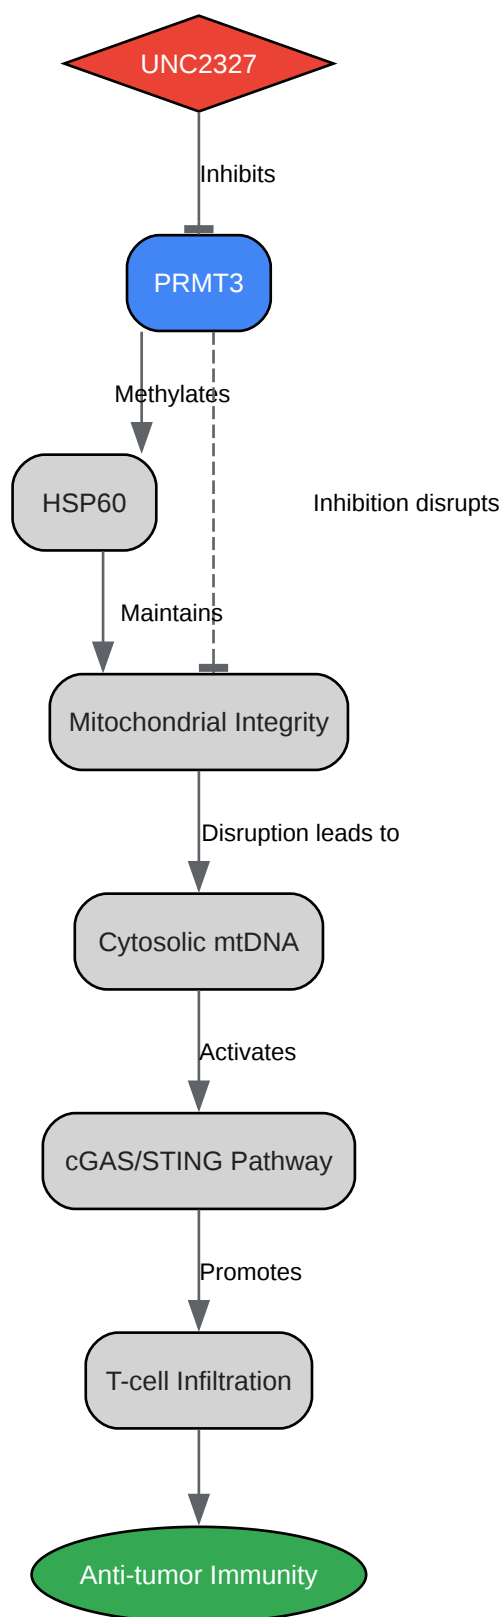 UNC2327
Inhibits
PRMT3
Methylates
HSP60
Inhibition disrupts
Maintains
Mitochondrial Integrity
Disruption leads to
Cytosolic mtDNA
Activates
cGAS/STING Pathway
Promotes
T-cell Infiltration
Anti-tumor Immunity